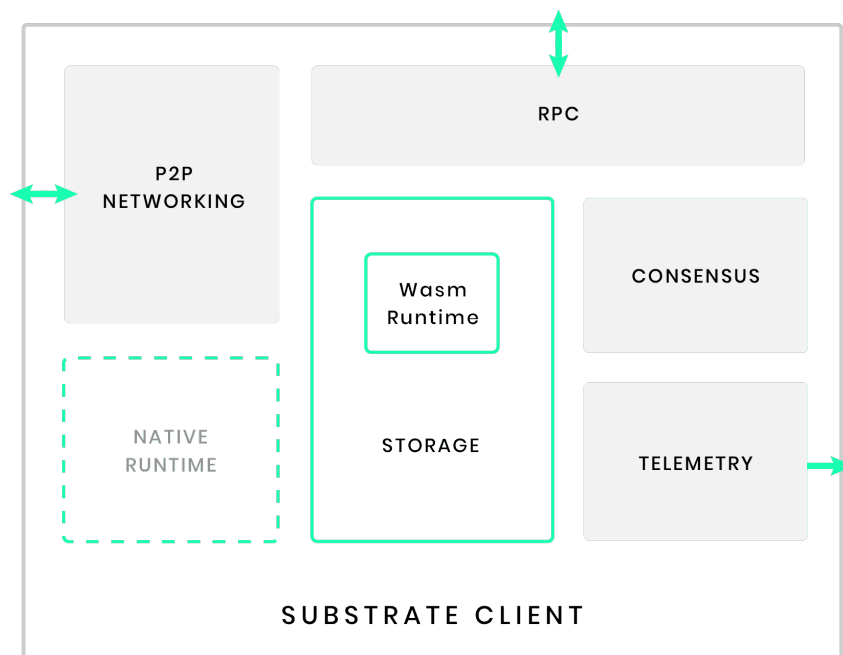 RPC
P2P
NETWORKING
CONSENSUS
Wasm
Runtime
NATIVE
RUNTIME
STORAGE
TELEMETRY
SUBSTRATE CLIENT